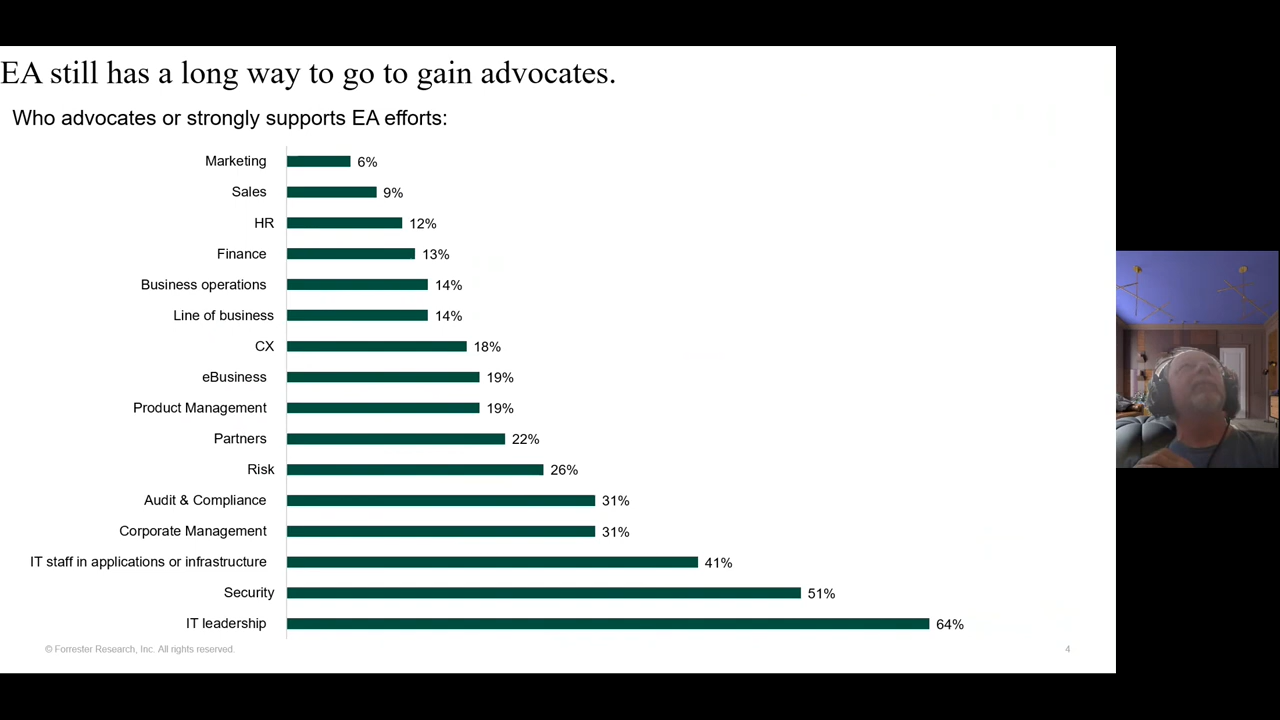 EA still has a long way to go to gain advocates.
Who advocates or strongly supports EA efforts:
Marketing 6%
Sales 9%
HR 12%
Finance 13%
Business operations 14%
Line of business 14%
CX 18%
eBusiness 19%
Product Management 19%
Partners 22%
Risk 26%
Audit & Compliance 31%
Corporate Management 31%
IT staff in applications or infrastructure 41%
Security 51%
IT leadership 64%
© Forrester Research, Inc. All rights reserved. 4